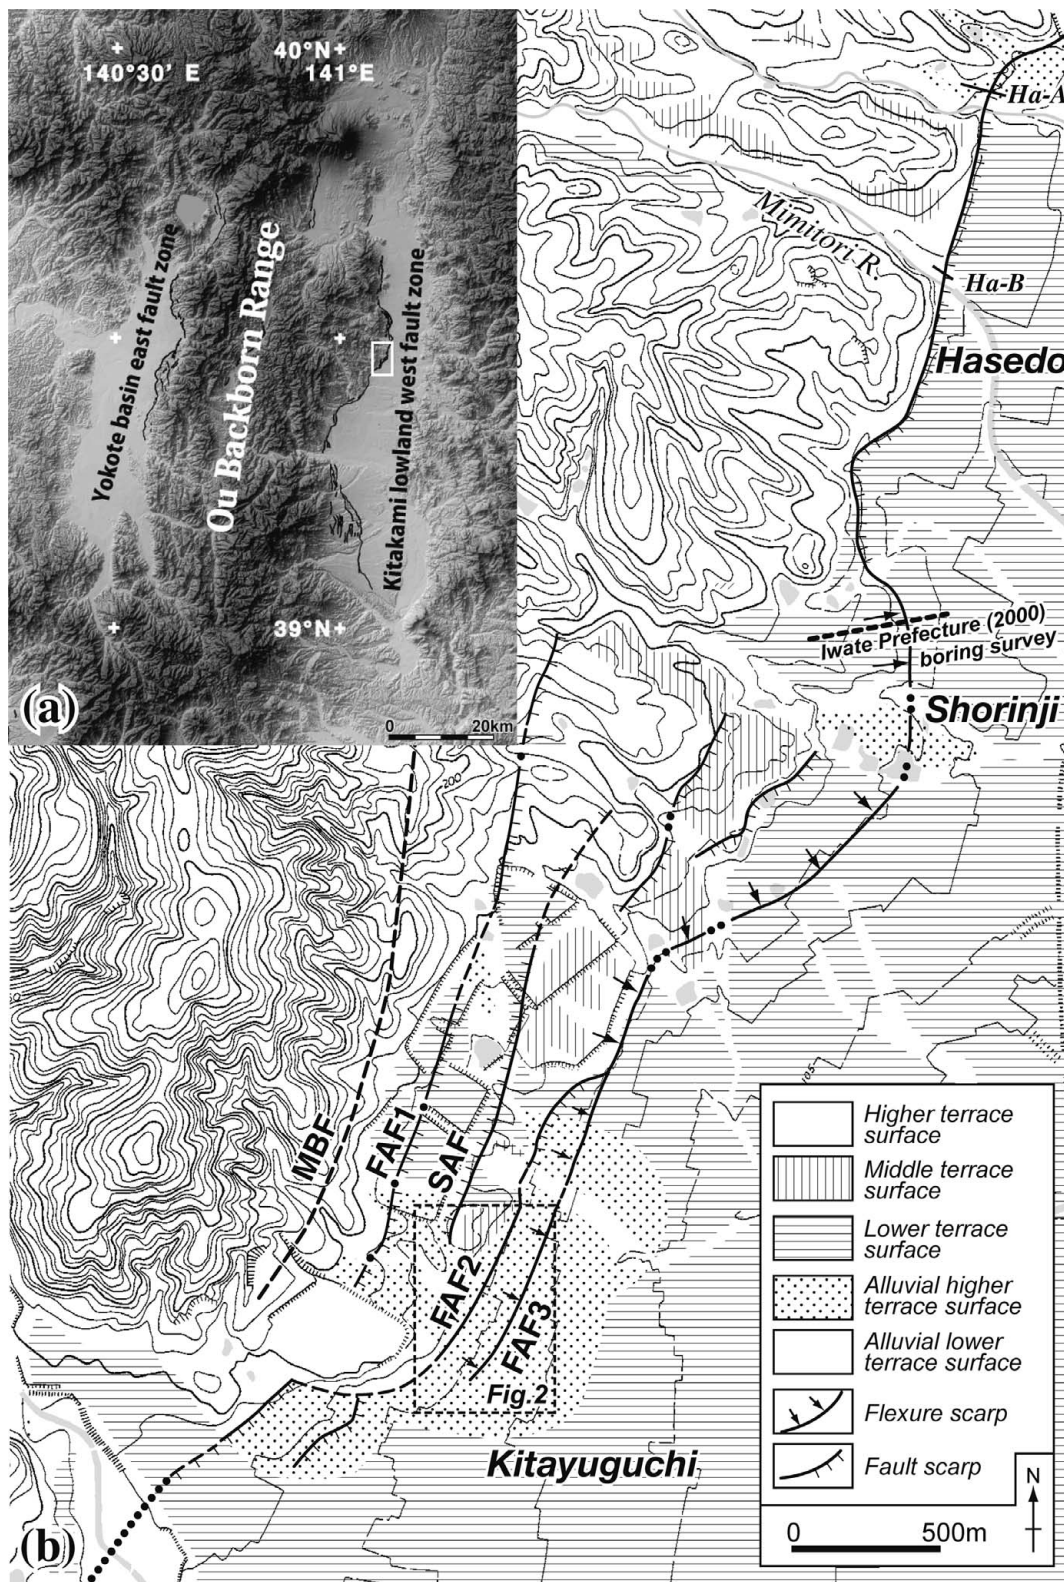 40°N
140°30' E
141°E
Yokote basin east fault zone
Ou Backborn Range
Kitakami lowland west fault zone
39°N
(a)
0 20km
Ha-A
Mimitori R.
Ha-B
Hasedo
Iwate Prefecture (2000)
boring survey
Shorinji
200
MBF
FAF1
SAF
FAF2
FAF3
Fig.2
Kitayuguchi
105
(b)
Higher terrace
surface
Middle terrace
surface
Lower terrace
surface
Alluvial higher
terrace surface
Alluvial lower
terrace surface
Flexure scarp
Fault scarp
N
0 500m